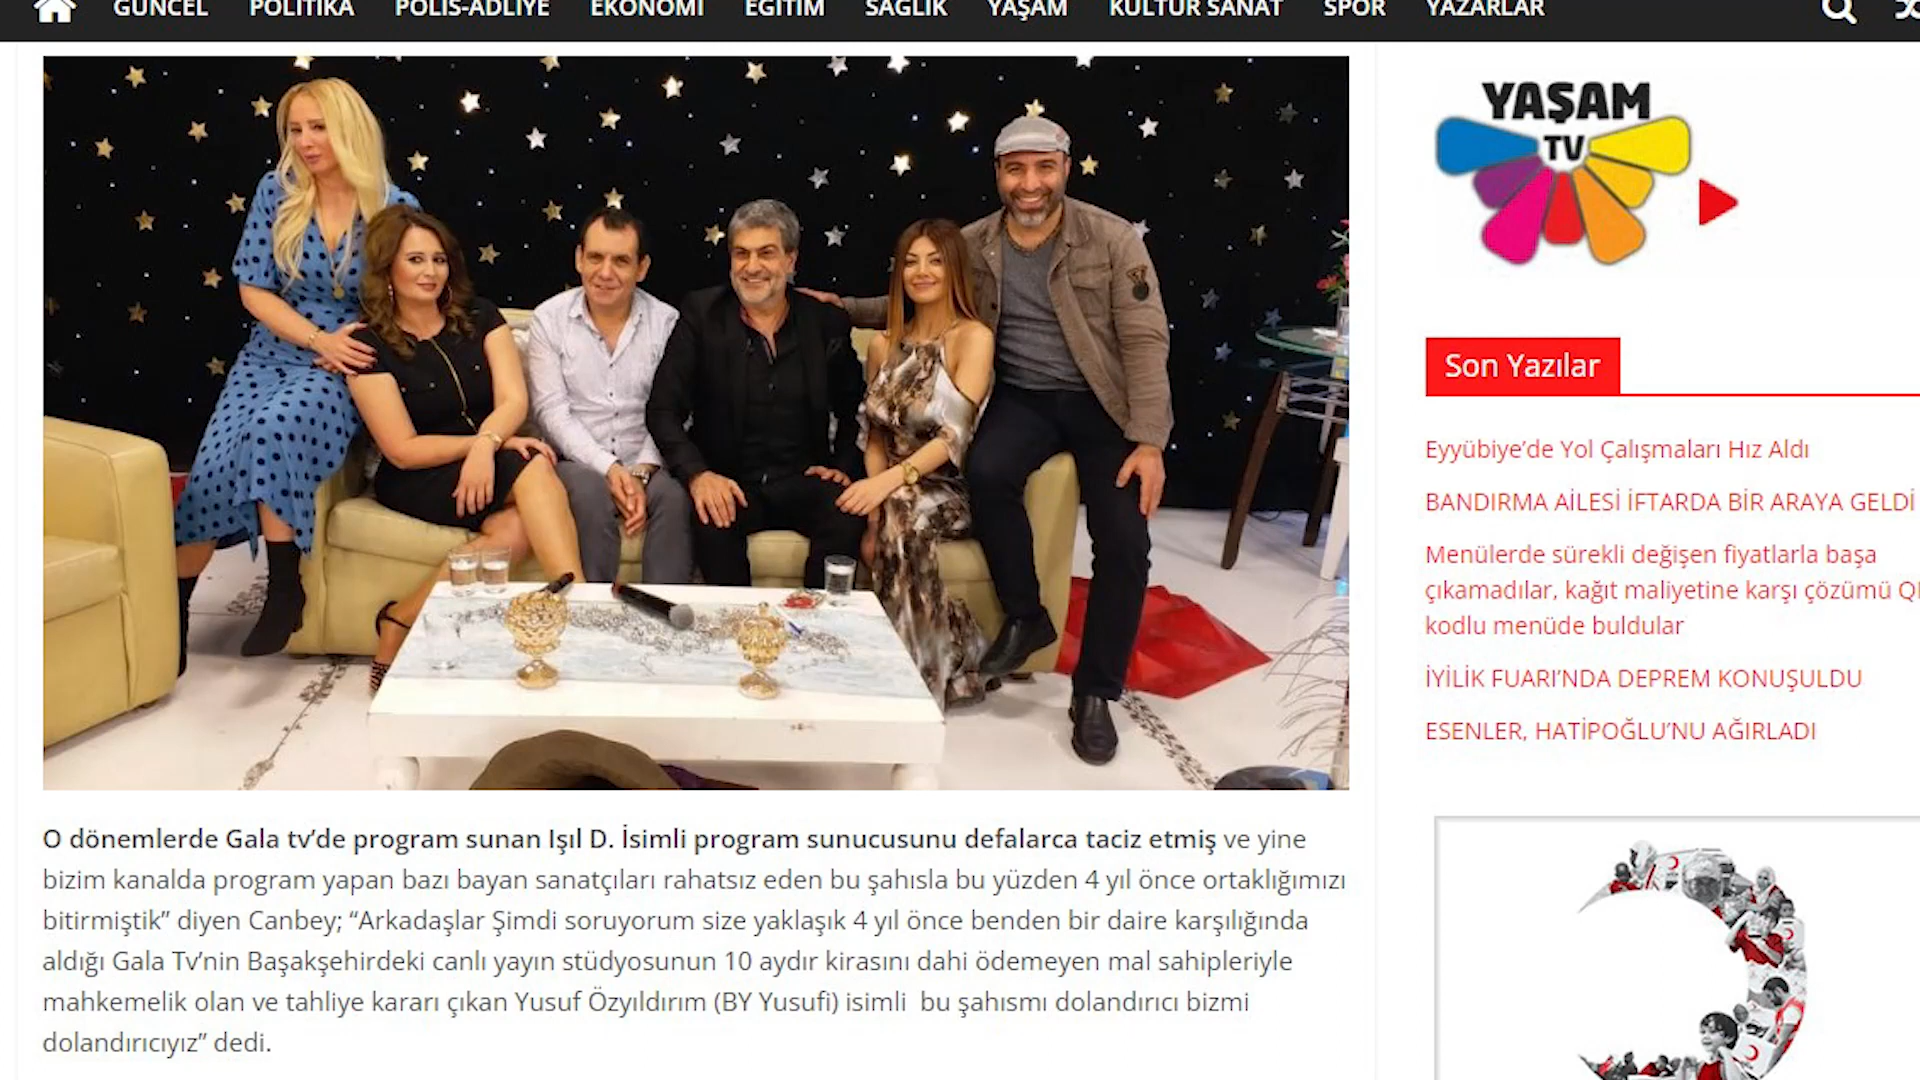 GÜNCEL POLİTİKA POLİS-ADLİYE EKONOMİ EĞİTİM SAĞLIK YAŞAM KÜLTÜR SANAT SPOR YAZARLAR
YAŞAM
TV
Son Yazılar
Eyyübiye’de Yol Çalışmaları Hız Aldı
BANDIRMA AİLESİ İFTARDA BİR ARAYA GELDİ
Menülerde sürekli değişen fiyatlarla başa
çıkamadılar, kağıt maliyetine karşı çözümü
kodlu menüde buldular
İYİLİK FUARI’NDA DEPREM KONUŞULDU
ESENLER, HATİPOĞLU’NU AĞIRLADI
O dönemlerde Gala tv’de program sunan Işıl D. İsimli program sunucusunu defalarca taciz etmiş ve yine
bizim kanalda program yapan bazı bayan sanatçıları rahatsız eden bu şahısla bu yüzden 4 yıl önce ortaklığımızı
bitirmiştik” diyen Canbey; “Arkadaşlar Şimdi soruyorum size yaklaşık 4 yıl önce benden bir daire karşılığında
aldığı Gala Tv’nin Başakşehirdeki canlı yayın stüdyosunun 10 aydır kirasını dahi ödemeyen mal sahipleriyle
mahkemelik olan ve tahliye kararı çıkan Yusuf Özyıldırım (BY Yusufi) isimli bu şahısmı dolandırıcı bizmi
dolandırıcıyız” dedi.